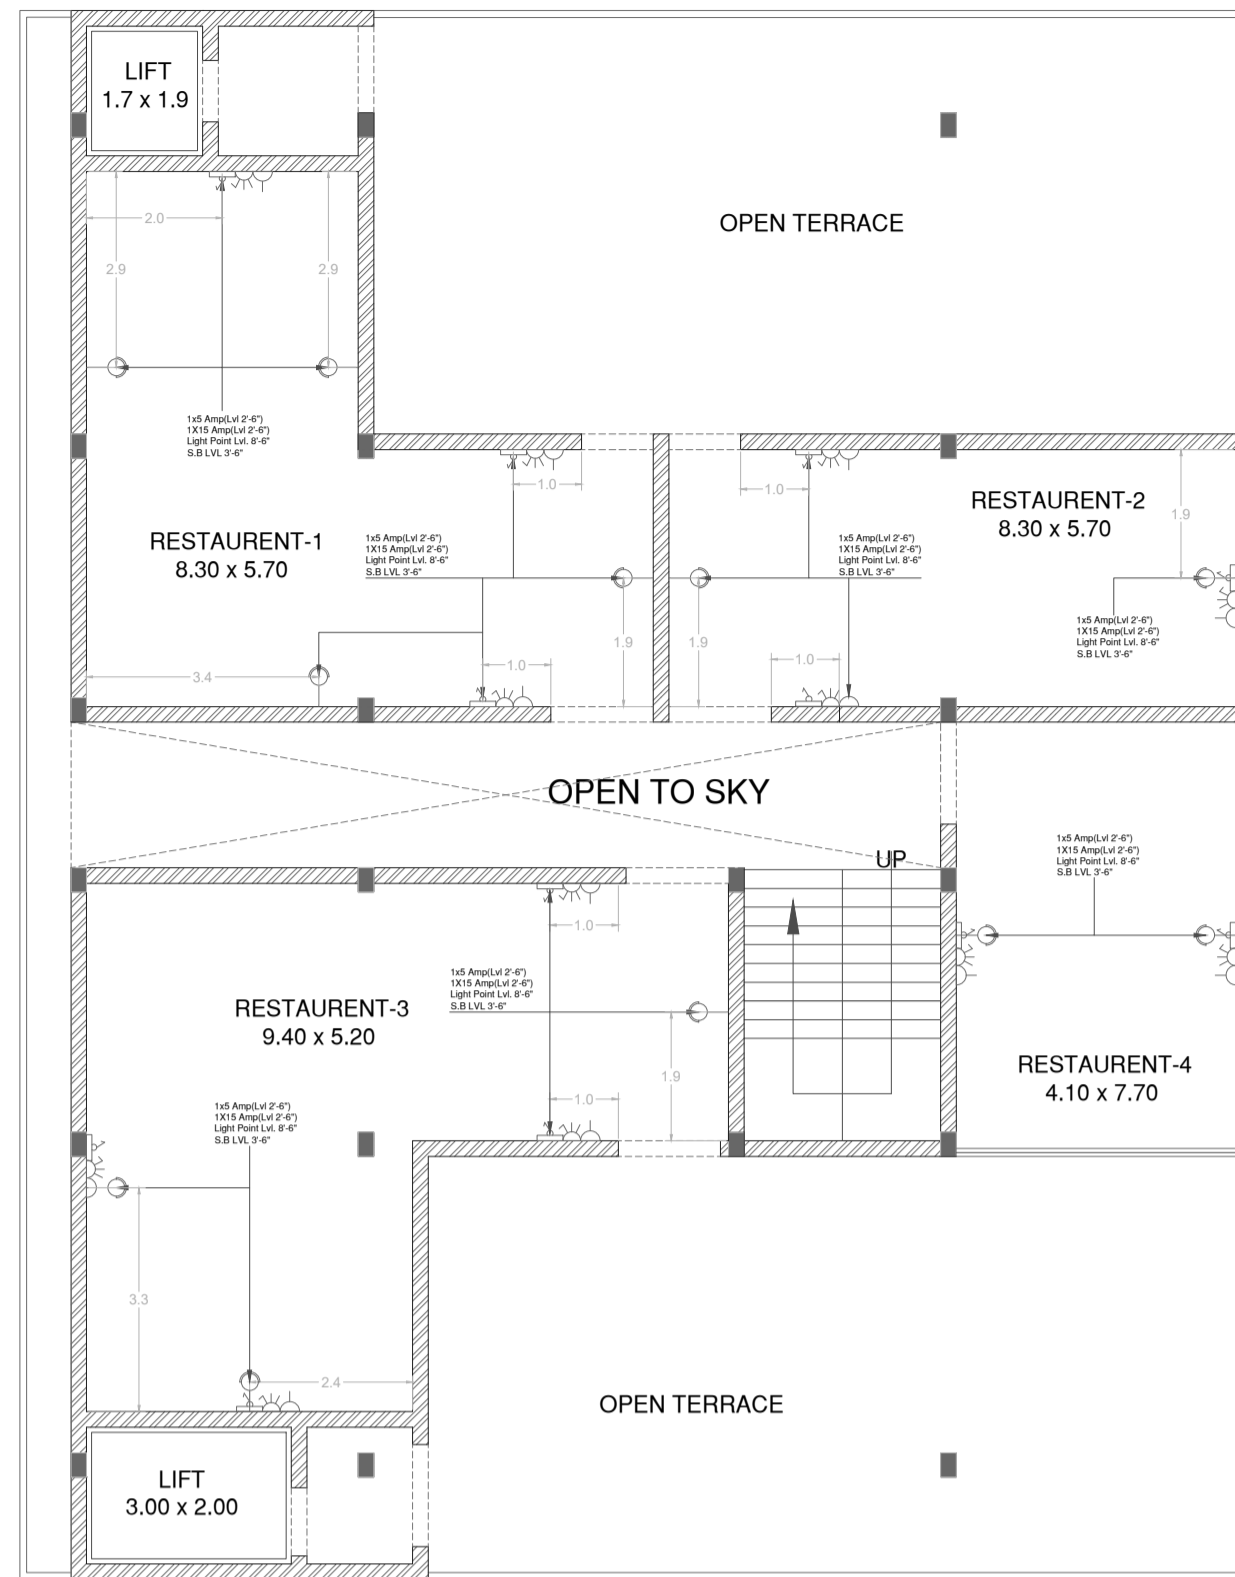 LIFT
1.7 x 1.9
OPEN TERRACE
2.0
2.9
2.9
1x5 Amp(Lvl 2'-6")
1X15 Amp(Lvl 2'-6")
Light Point Lvl. 8'-6"
S.B LVL 3'-6"
1.0
1.0
RESTAURENT-2
8.30 x 5.70
1.9
RESTAURENT-1
8.30 x 5.70
1x5 Amp(Lvl 2'-6")
1X15 Amp(Lvl 2'-6")
Light Point Lvl. 8'-6"
S.B LVL 3'-6"
1x5 Amp(Lvl 2'-6")
1X15 Amp(Lvl 2'-6")
Light Point Lvl. 8'-6"
S.B LVL 3'-6"
1x5 Amp(Lvl 2'-6")
1X15 Amp(Lvl 2'-6")
Light Point Lvl. 8'-6"
S.B LVL 3'-6"
1.9
1.9
3.4
1.0
1.0
OPEN TO SKY
UP
1x5 Amp(Lvl 2'-6")
1X15 Amp(Lvl 2'-6")
Light Point Lvl. 8'-6"
S.B LVL 3'-6"
1.0
1x5 Amp(Lvl 2'-6")
1X15 Amp(Lvl 2'-6")
Light Point Lvl. 8'-6"
S.B LVL 3'-6"
RESTAURENT-3
9.40 x 5.20
1.9
RESTAURENT-4
4.10 x 7.70
1.0
1x5 Amp(Lvl 2'-6")
1X15 Amp(Lvl 2'-6")
Light Point Lvl. 8'-6"
S.B LVL 3'-6"
3.3
2.4
OPEN TERRACE
LIFT
3.00 x 2.00